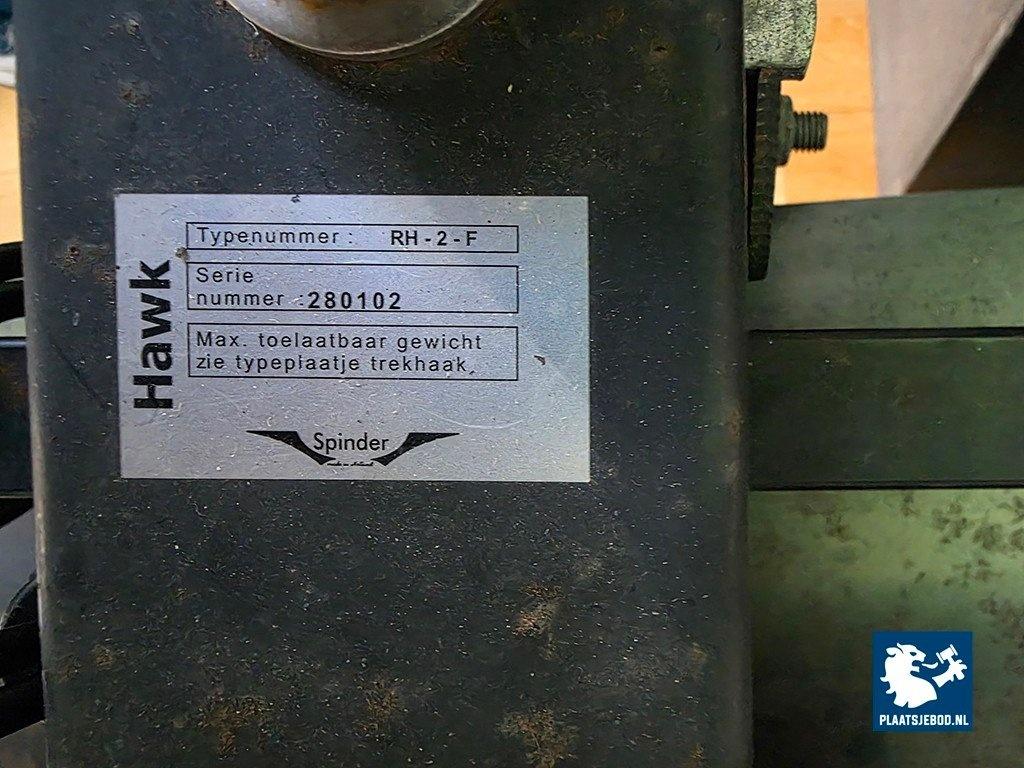 Hawk
Typenummer : RH - 2 - F
Serie
nummer :280102
Max. toelaatbaar gewicht
zie typeplaatje trekhaak.
Spinder
PLAATSJEBOD.NL